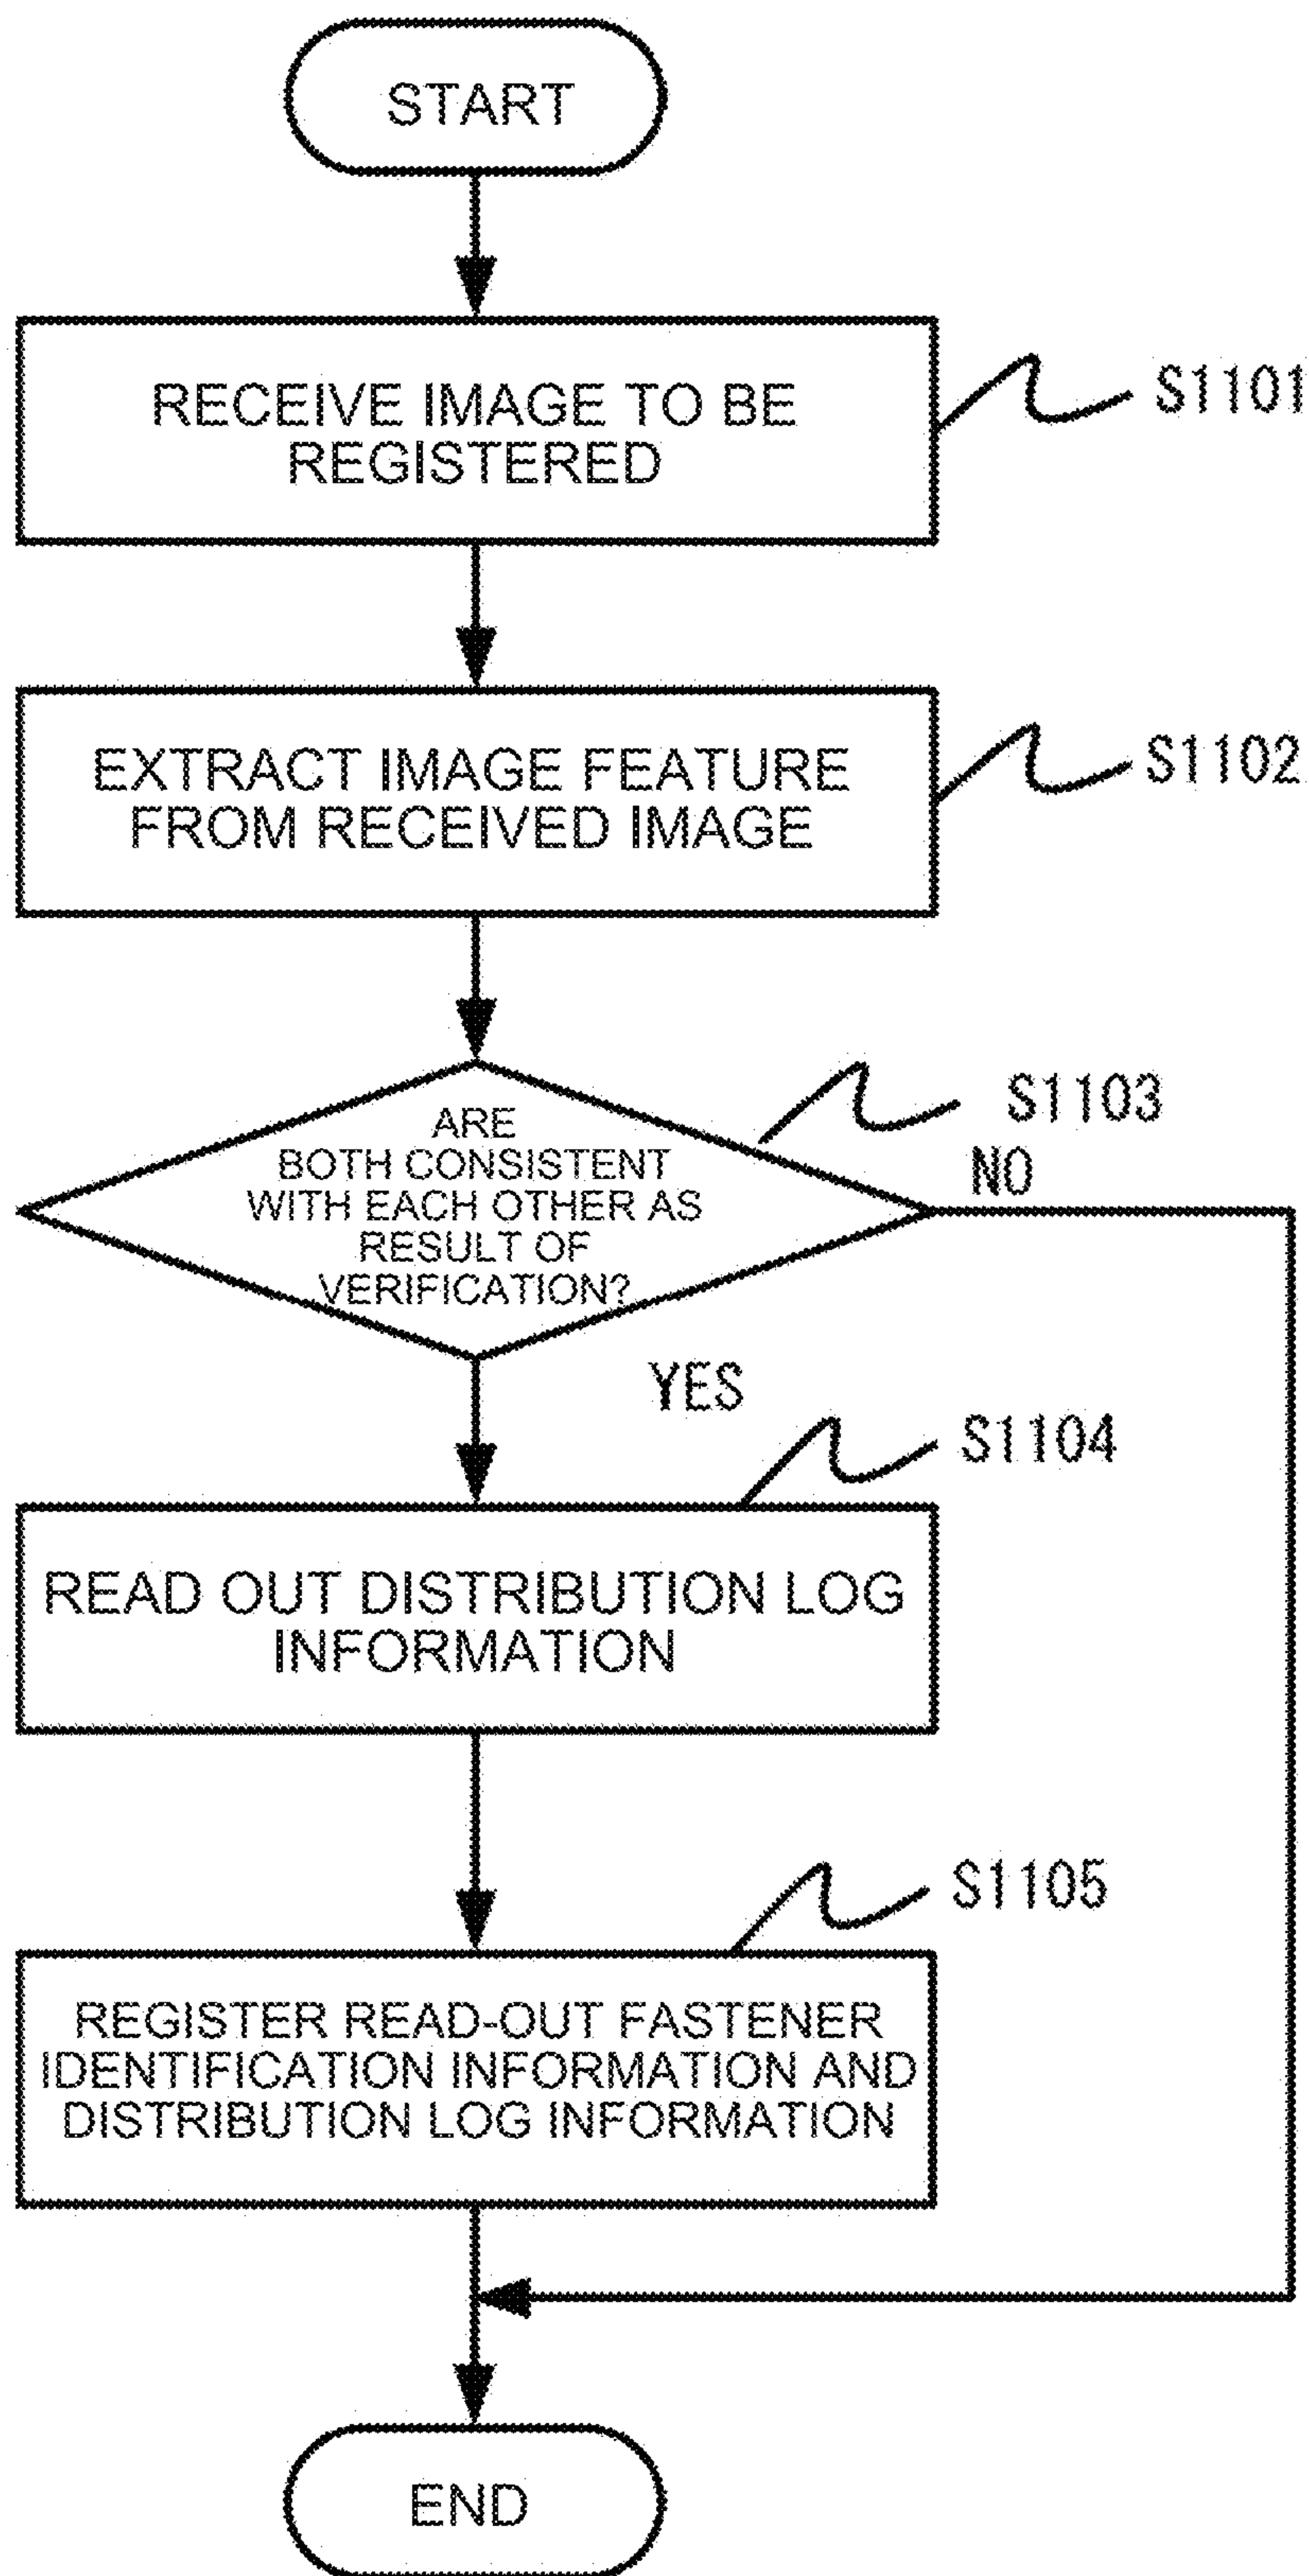 START
RECEIVE IMAGE TO BE
REGISTERED
S1101
EXTRACT IMAGE FEATURE
FROM RECEIVED IMAGE
S1102
ARE
BOTH CONSISTENT
WITH EACH OTHER AS
RESULT OF
VERIFICATION?
S1103
NO
YES
S1104
READ OUT DISTRIBUTION LOG
INFORMATION
S1105
REGISTER READ-OUT FASTENER
IDENTIFICATION INFORMATION AND
DISTRIBUTION LOG INFORMATION
END